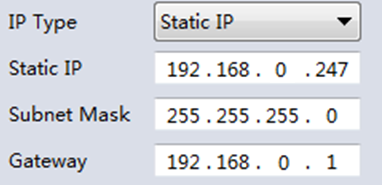 IP Type Static IP
Static IP 192 . 168 . 0 . 247
Subnet Mask 255 . 255 . 255 . 0
Gateway 192 . 168 . 0 . 1